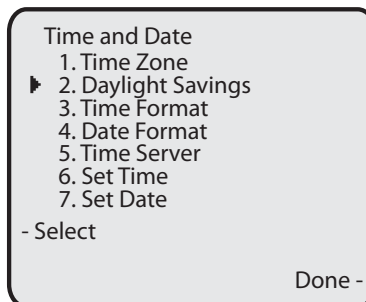 Time and Date
1. Time Zone
2. Daylight Savings
3. Time Format
4. Date Format
5. Time Server
6. Set Time
7. Set Date
- Select
Done -